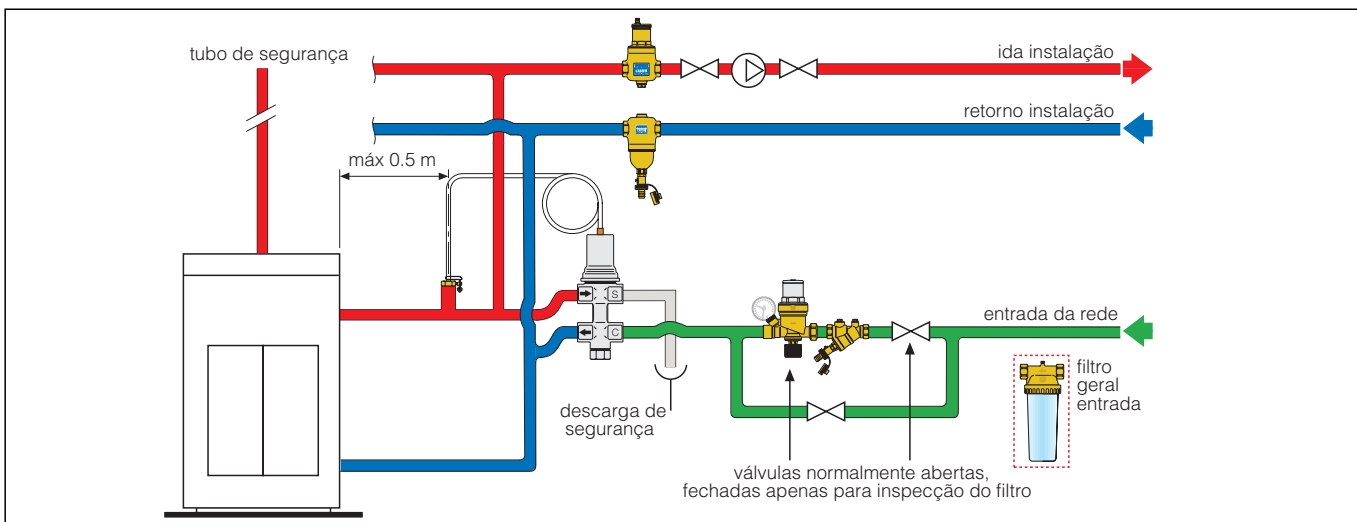 tubo de segurança
ida instalação
retorno instalação
máx 0.5 m
S
C
entrada da rede
filtro
geral
entrada
descarga de
segurança
válvulas normalmente abertas,
fechadas apenas para inspecção do filtro